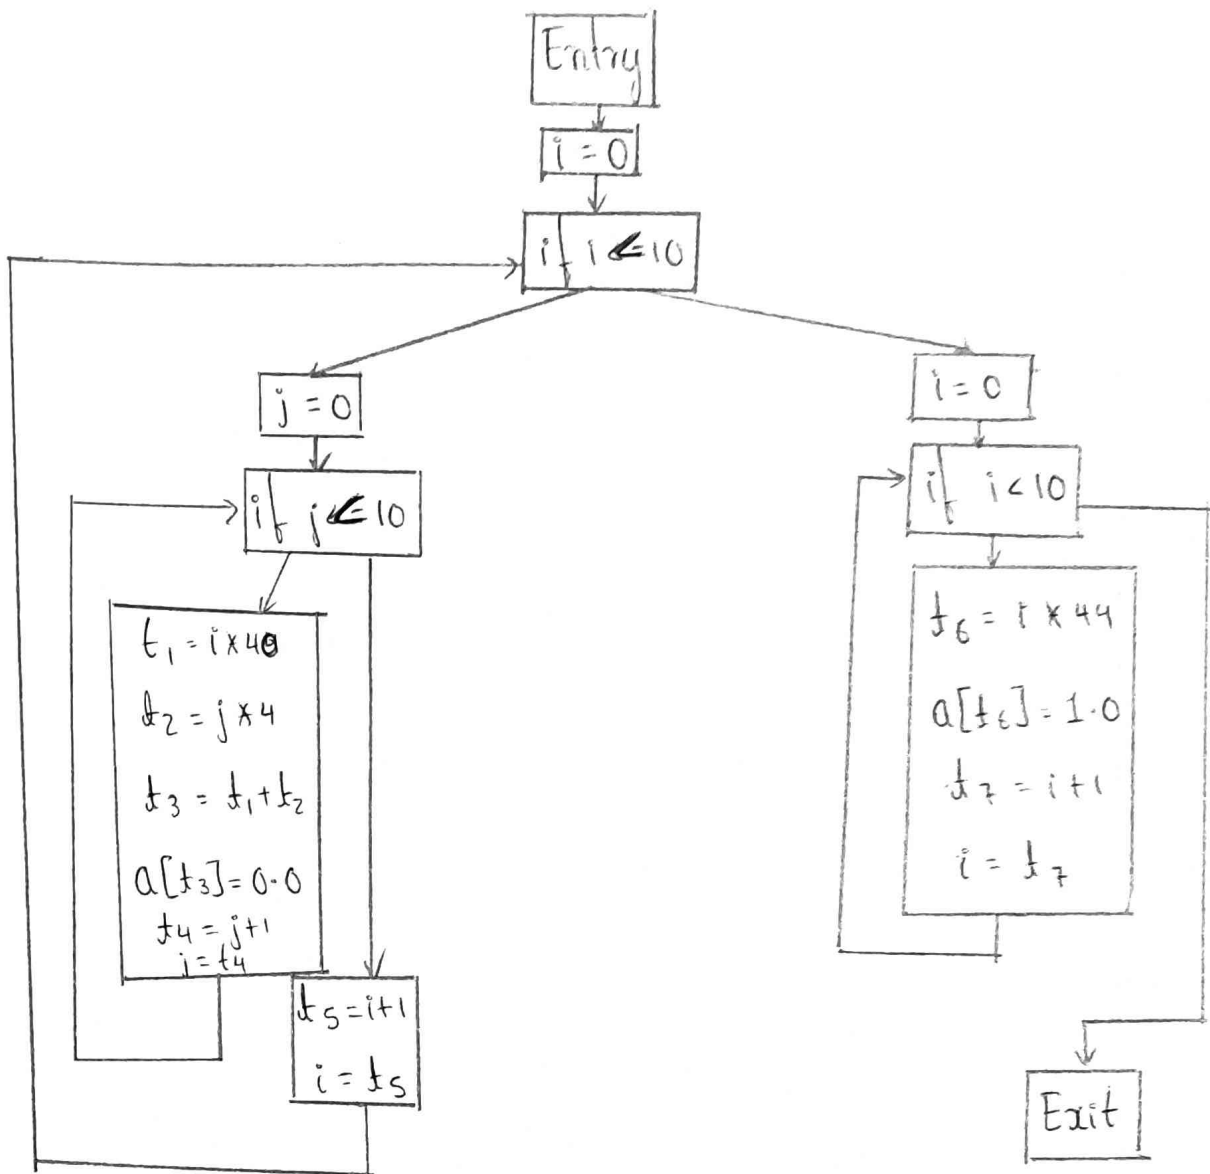 Entry
i = 0
if i <= 10
j = 0
if j <= 10
t₁ = i * 40
t₂ = j * 4
t₃ = t₁ + t₂
a[t₃] = 0.0
t₄ = j+1
j = t₄
t₅ = i+1
i = t₅
i = 0
if i < 10
t₆ = i * 44
a[t₆] = 1.0
t₇ = i+1
i = t₇
Exit